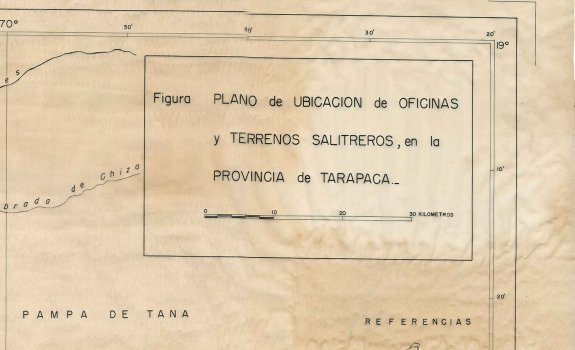 70°
50'
40'
30'
20'
19°
es
Figura PLANO de UBICACION de OFICINAS
y TERRENOS SALITREROS, en la
PROVINCIA de TARAPACA._
0 10 20 30 KILOMETROS
10'
brada de Chiza
20'
PAMPA DE TANA
REFERENCIAS